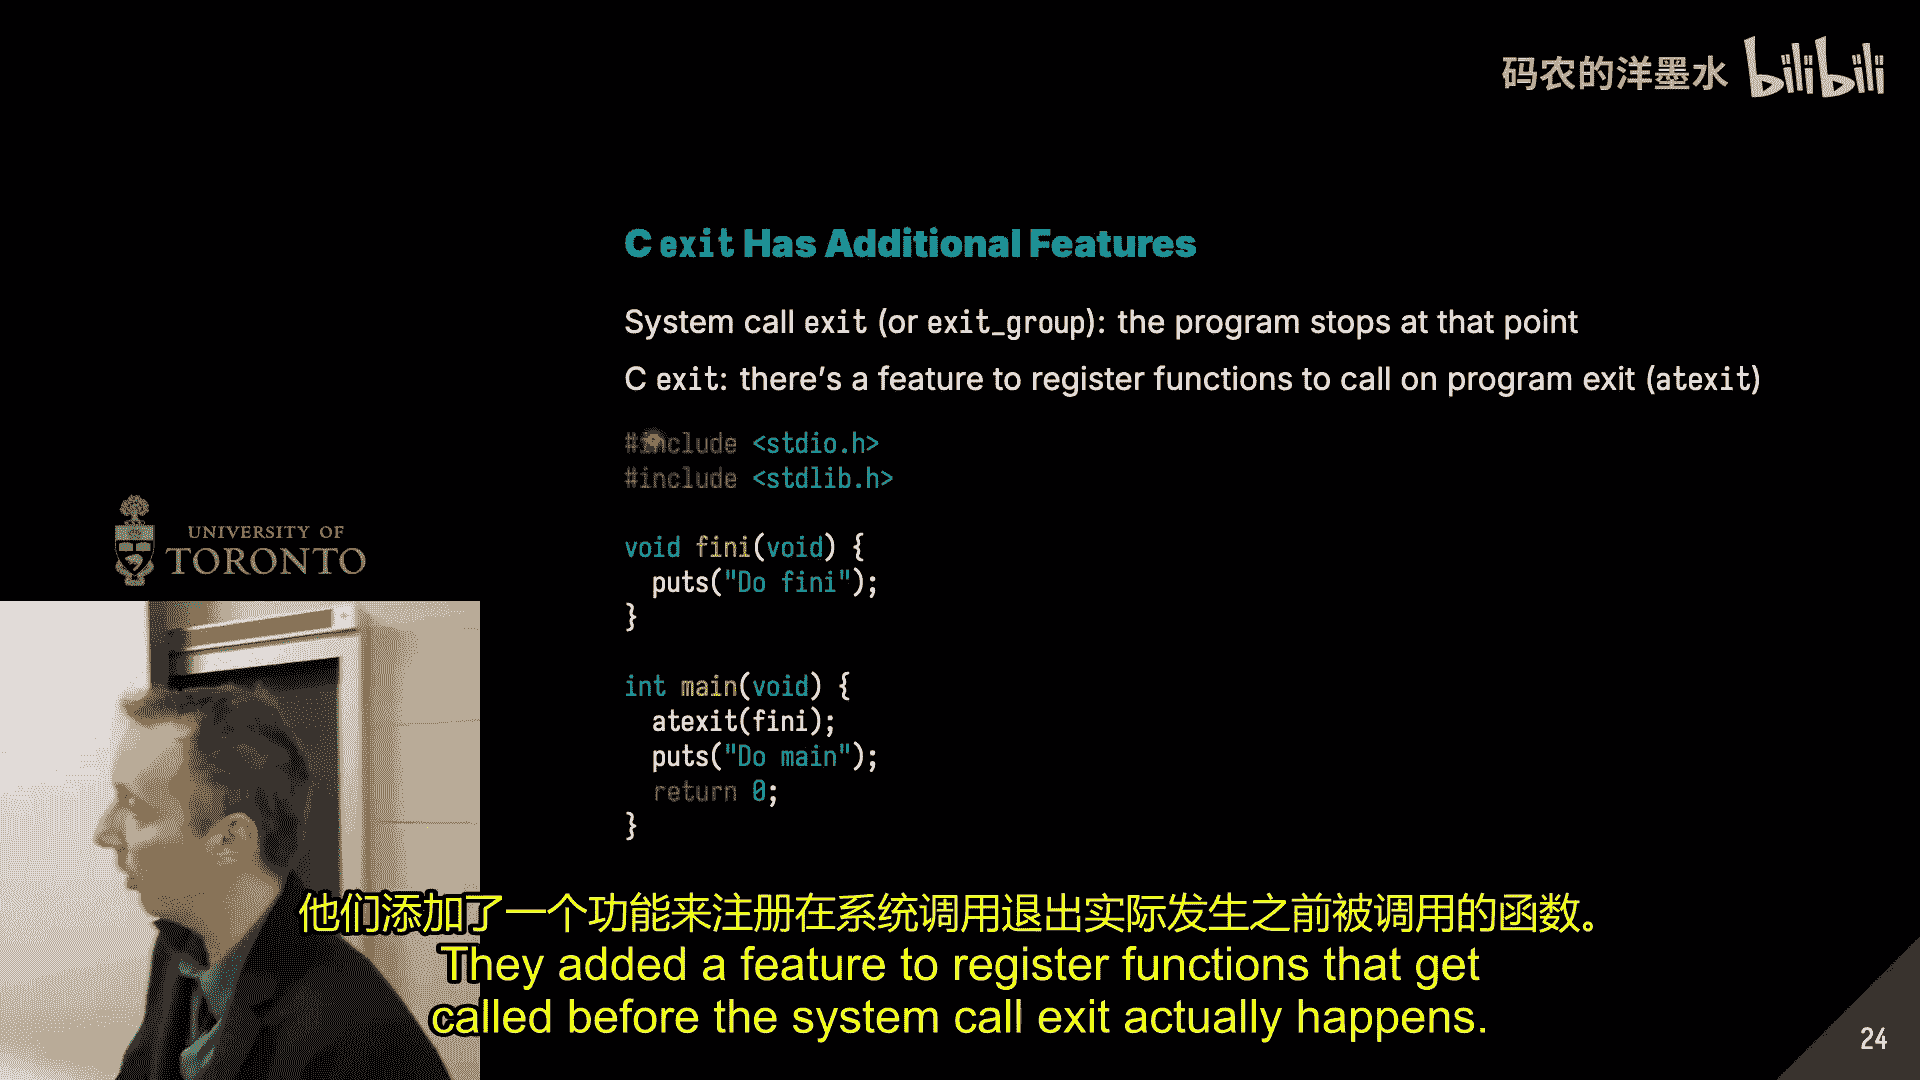 码农的洋墨水 bilibili
C exit Has Additional Features
System call exit (or exit_group): the program stops at that point
C exit: there's a feature to register functions to call on program exit (atexit)
#include <stdio.h>
#include <stdlib.h>
void fini(void) {
  puts("Do fini");
}
int main(void) {
  atexit(fini);
  puts("Do main");
  return 0;
}
UNIVERSITY OF
TORONTO
他们添加了一个功能来注册在系统调用退出实际发生之前被调用的函数。
They added a feature to register functions that get
called before the system call exit actually happens.
24